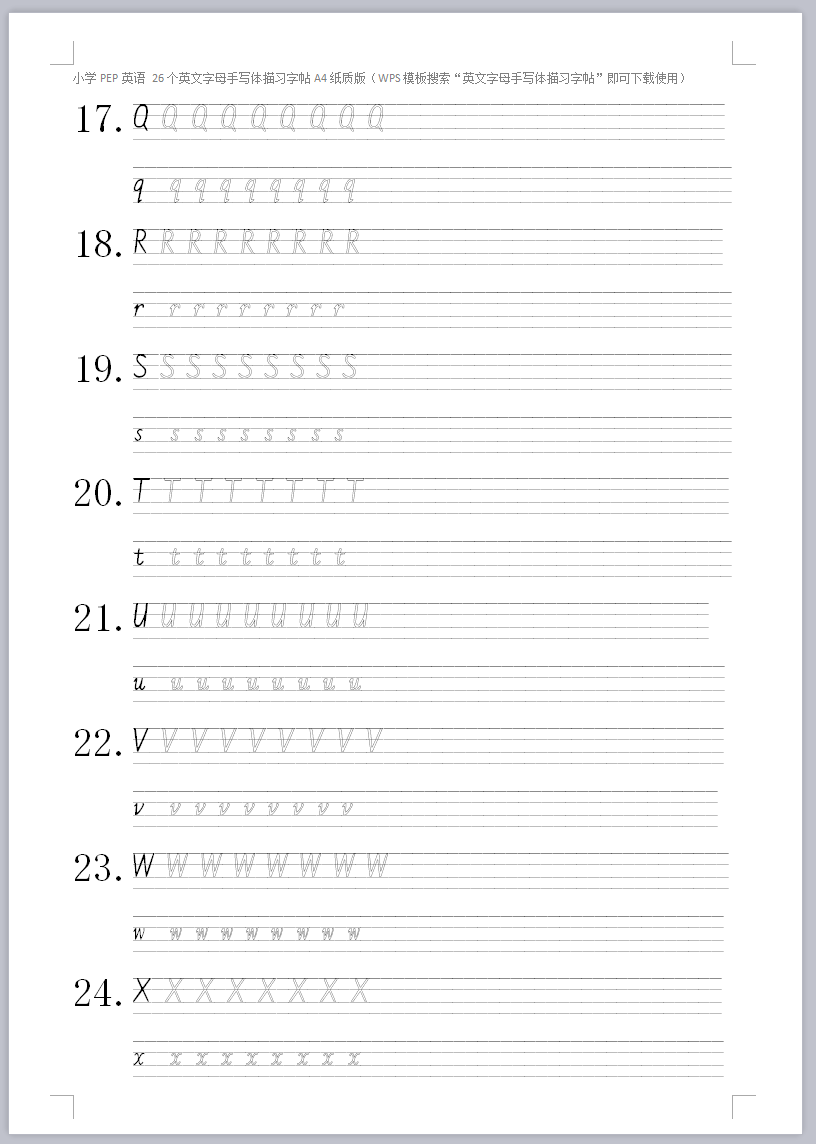 小学 PEP 英语 26 个英文字母手写体描习字帖 A4 纸质版（WPS 模板搜索“英文字母手写体描习字帖”即可下载使用）
17. Q Q Q Q Q Q Q Q Q
q q q q q q q q q
18. R R R R R R R R R
r r r r r r r r r
19. S S S S S S S S S
s s s s s s s s s
20. T T T T T T T T
t t t t t t t t t
21. U U U U U U U U U
u u u u u u u u u
22. V V V V V V V V V
v v v v v v v v v
23. W W W W W W W W
w w w w w w w w w
24. X X X X X X X X
x x x x x x x x x